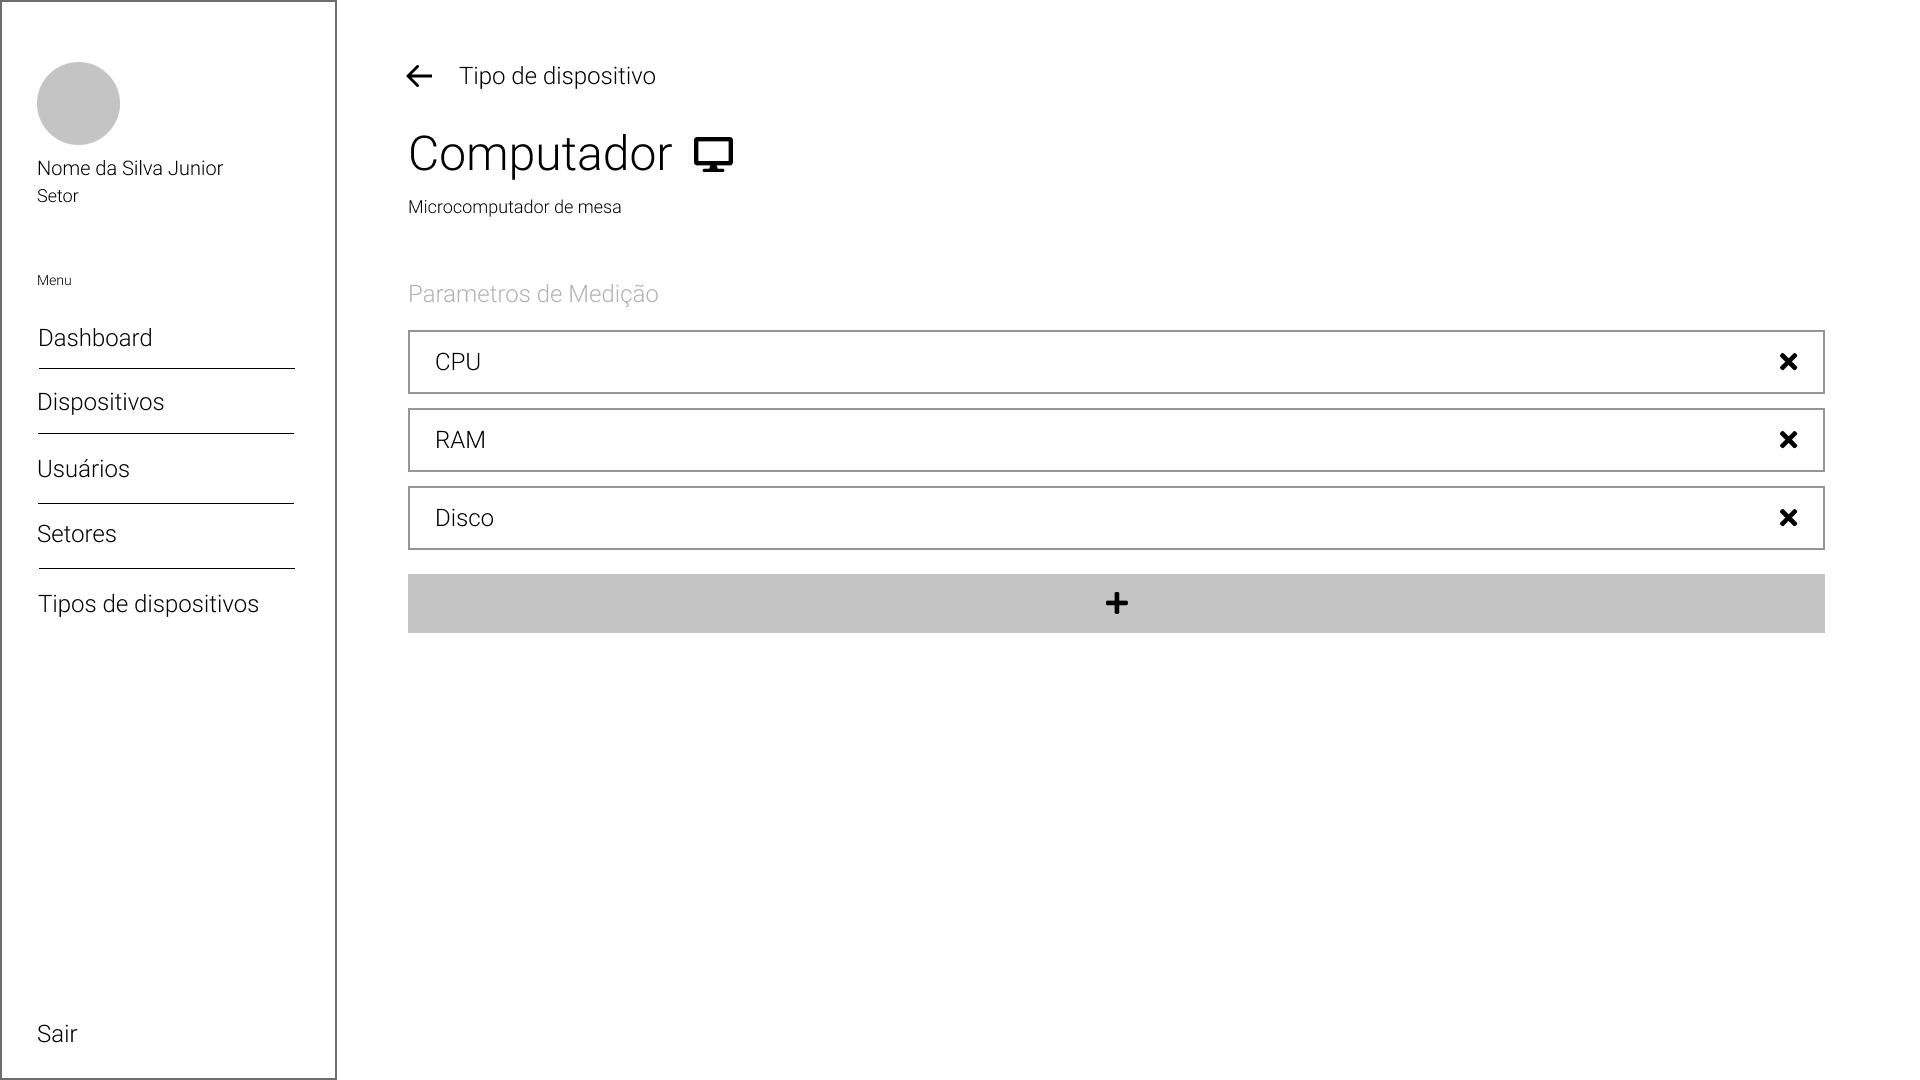 Nome da Silva Junior
Setor
Menu
Dashboard
Dispositivos
Usuários
Setores
Tipos de dispositivos
Sair
Tipo de dispositivo
Computador
Microcomputador de mesa
Parametros de Medição
CPU
RAM
Disco